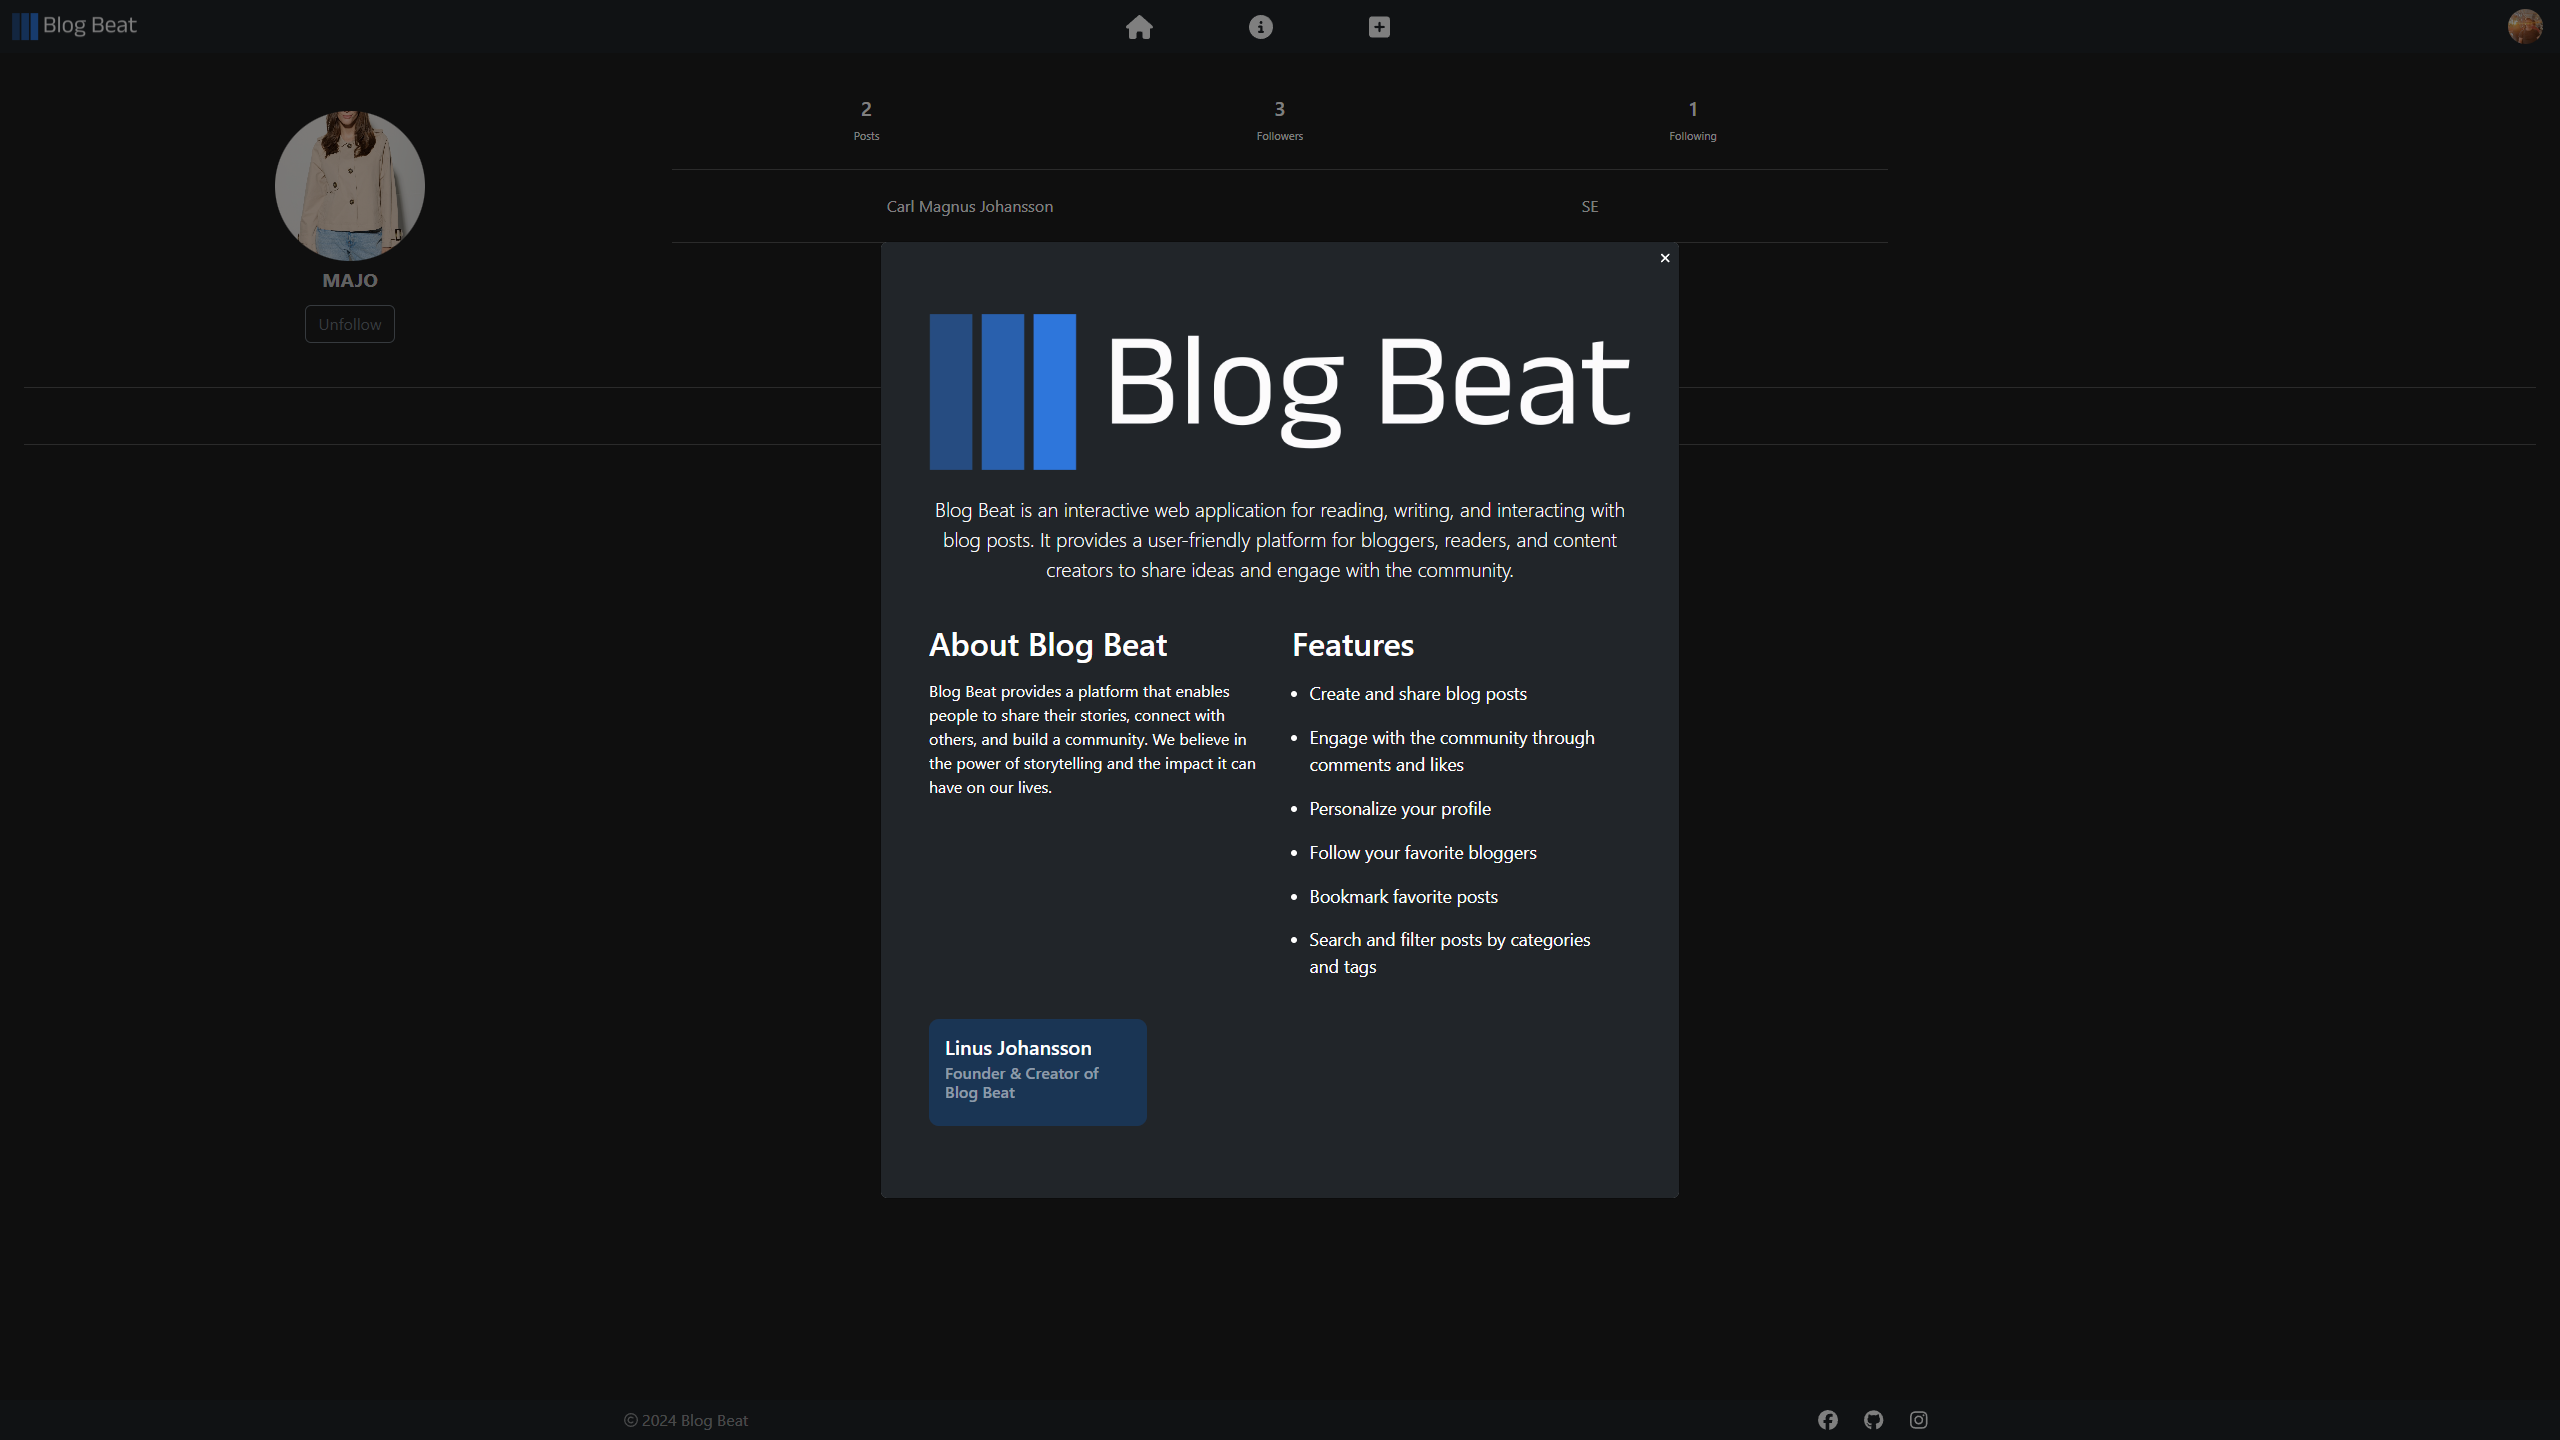 Blog Beat
2
3
1
Posts
Followers
Following
Carl Magnus Johansson
SE
MAJO
Unfollow
Blog Beat
Blog Beat is an interactive web application for reading, writing, and interacting with
blog posts. It provides a user-friendly platform for bloggers, readers, and content
creators to share ideas and engage with the community.
About Blog Beat
Blog Beat provides a platform that enables
people to share their stories, connect with
others, and build a community. We believe in
the power of storytelling and the impact it can
have on our lives.
Features
• Create and share blog posts
• Engage with the community through
comments and likes
• Personalize your profile
• Follow your favorite bloggers
• Bookmark favorite posts
• Search and filter posts by categories
and tags
Linus Johansson
Founder & Creator of
Blog Beat
© 2024 Blog Beat